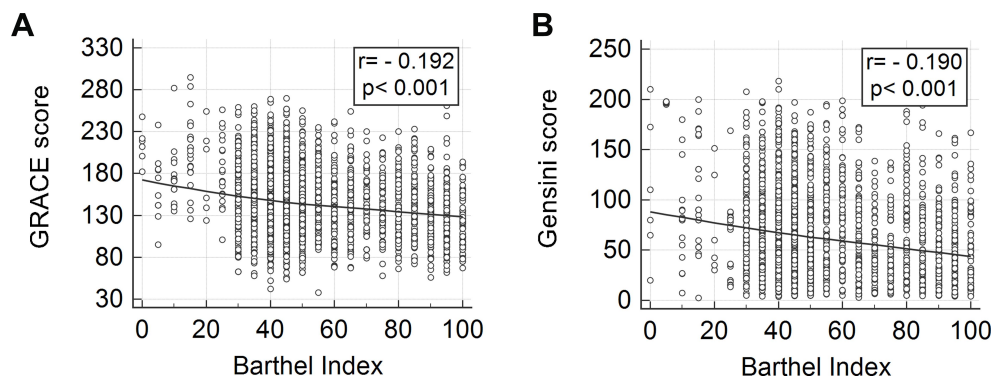 A
GRACE score
330
280
230
180
130
80
30
r= - 0.192
p< 0.001
0 20 40 60 80 100
Barthel Index
B
Gensini score
250
200
150
100
50
0
r= - 0.190
p< 0.001
0 20 40 60 80 100
Barthel Index